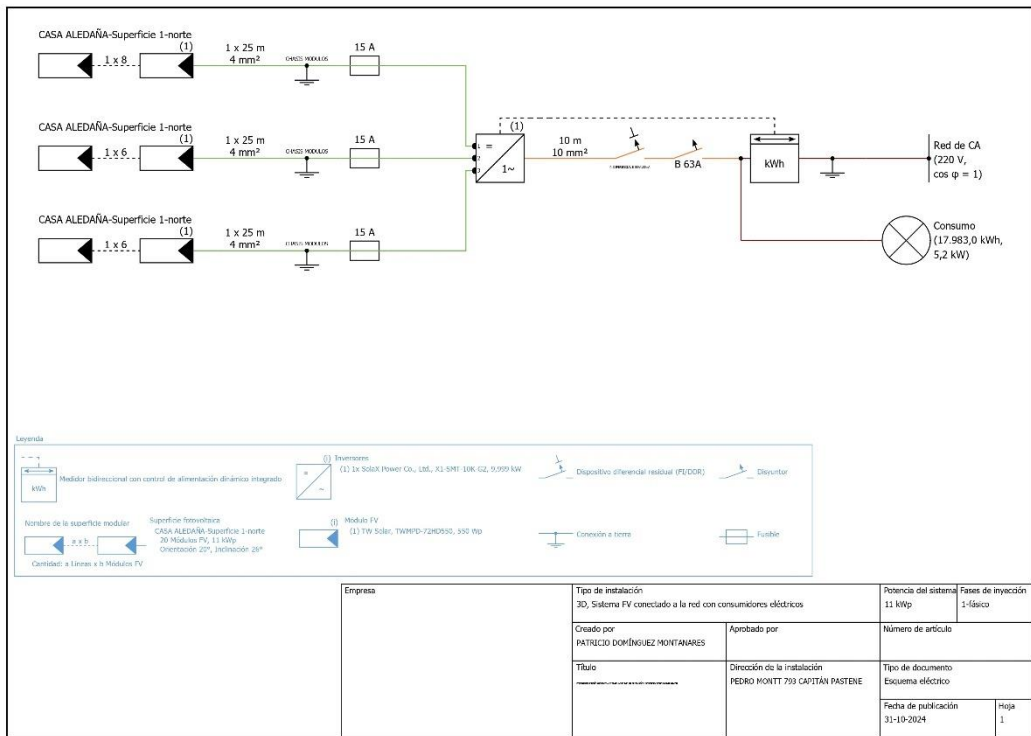 CASA ALEDAÑA-Superficie 1-norte
(1)
1 x 8
1 x 25 m
4 mm²
CHASIS MODULOS
15 A
CASA ALEDAÑA-Superficie 1-norte
(1)
1 x 6
1 x 25 m
4 mm²
CHASIS MODULOS
15 A
CASA ALEDAÑA-Superficie 1-norte
(1)
1 x 6
1 x 25 m
4 mm²
CHASIS MODULOS
15 A
(1)
1
2
3
=
1~
10 m
10 mm²
B 63A
kWh
Red de CA
(220 V,
cos φ = 1)
Consumo
(17.983,0 kWh,
5,2 kW)
Leyenda
kWh
Medidor bidireccional con control de alimentación dinámico integrado
=
~
(i) Inversores
(1) 1x SolaX Power Co., Ltd., X1-SMT-10K-G2, 9,999 kW
Dispositivo diferencial residual (FI/DDR)
Disyuntor
Nombre de la superficie modular
a x b
Cantidad: a Líneas x b Módulos FV
Superficie fotovoltaica
CASA ALEDAÑA-Superficie 1-norte
20 Módulos FV, 11 kWp
Orientación 20°, Inclinación 26°
(i) Módulo FV
(1) TW Solar, TWMPD-72HD550, 550 Wp
Conexión a tierra
Fusible
Empresa
Tipo de instalación
3D, Sistema FV conectado a la red con consumidores eléctricos
Potencia del sistema
11 kWp
Fases de inyección
1-fásico
Creado por
PATRICIO DOMÍNGUEZ MONTANARES
Aprobado por
Número de artículo
Título
Dirección de la instalación
PEDRO MONTT 793 CAPITÁN PASTENE
Tipo de documento
Esquema eléctrico
Fecha de publicación
31-10-2024
Hoja
1